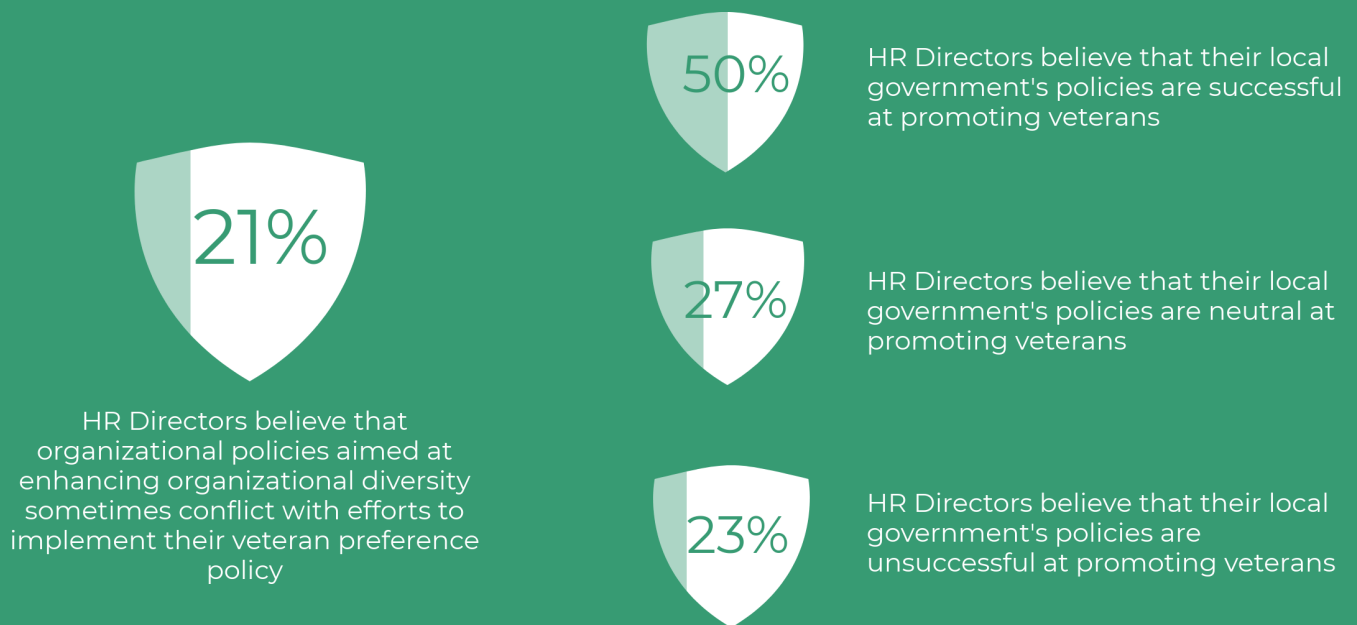 21%
HR Directors believe that
organizational policies aimed at
enhancing organizational diversity
sometimes conflict with efforts to
implement their veteran preference
policy
50%
HR Directors believe that their local
government's policies are successful
at promoting veterans
27%
HR Directors believe that their local
government's policies are neutral at
promoting veterans
23%
HR Directors believe that their local
government's policies are
unsuccessful at promoting veterans